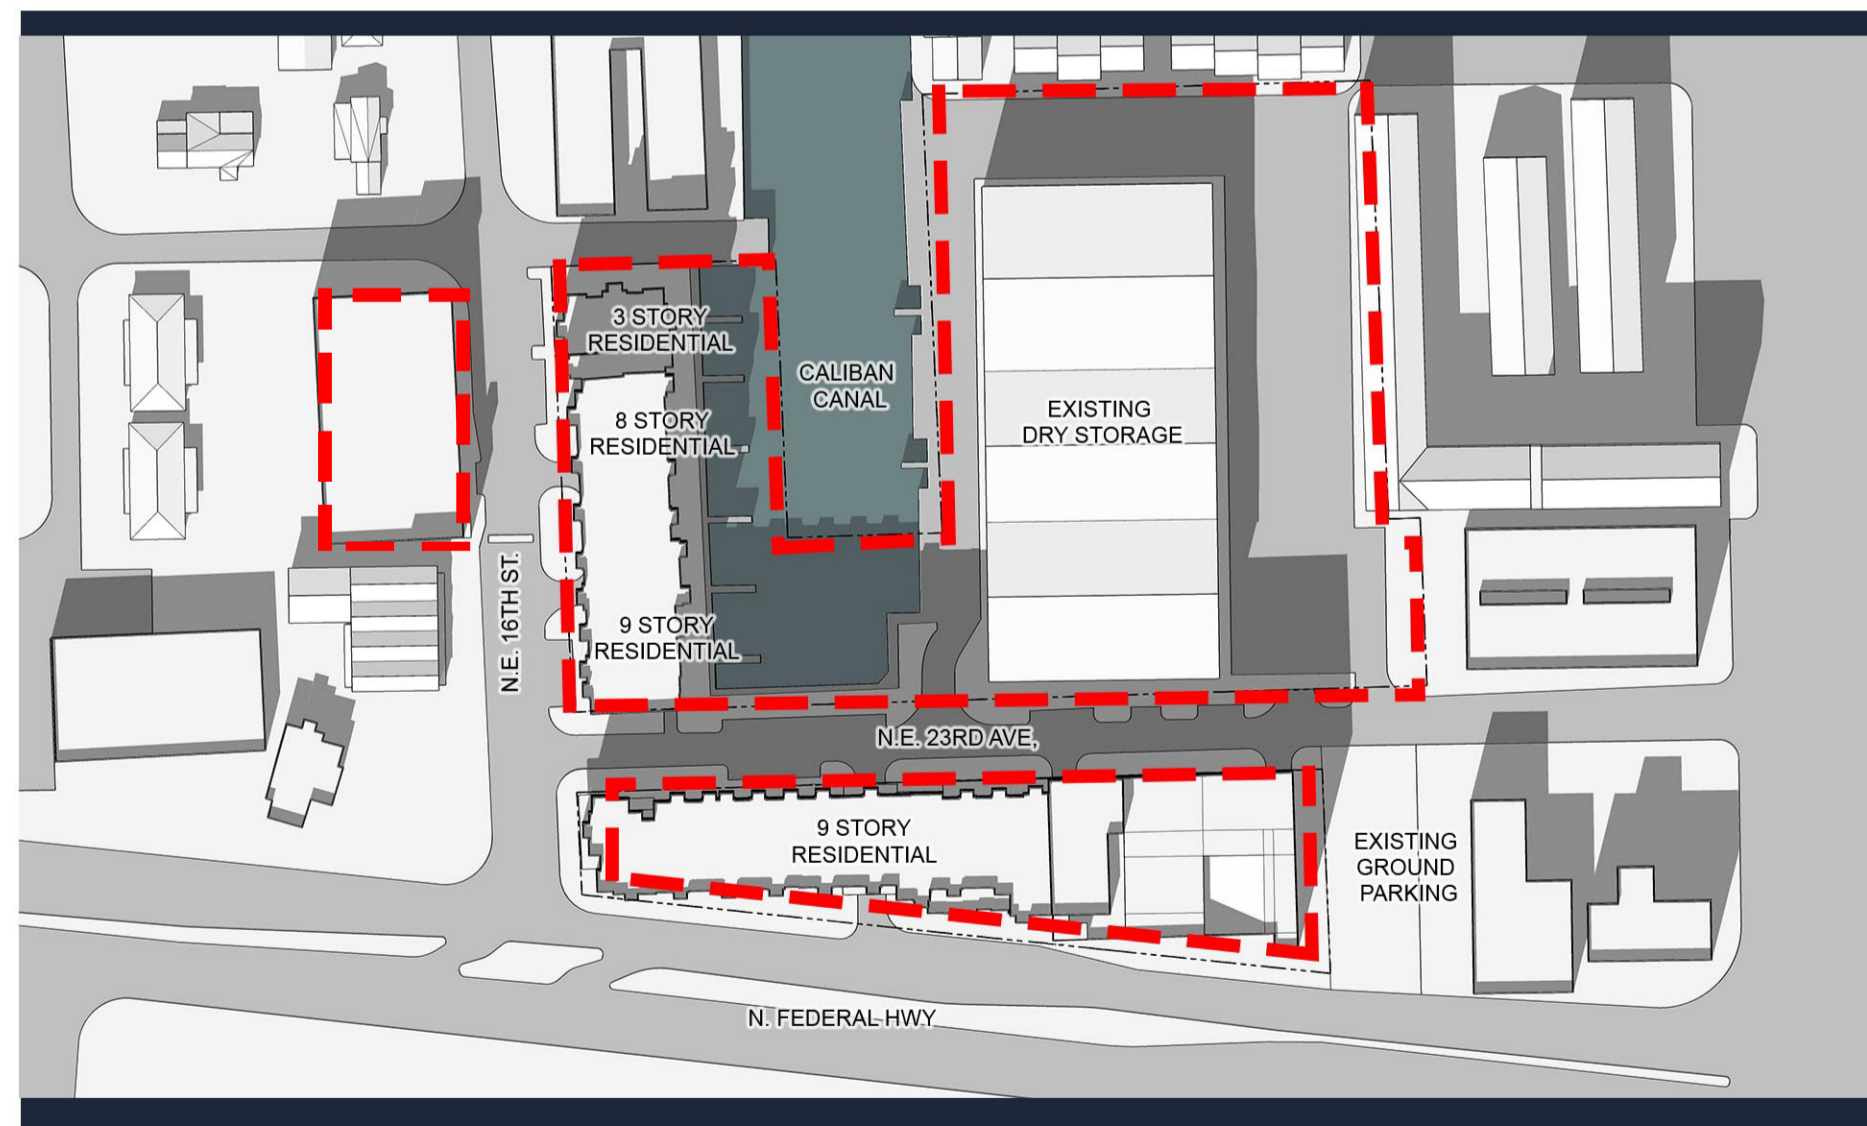 3 STORY
RESIDENTIAL
8 STORY
RESIDENTIAL
CALIBAN
CANAL
EXISTING
DRY STORAGE
N.E. 16TH ST.
9 STORY
RESIDENTIAL
N.E. 23RD AVE,
9 STORY
RESIDENTIAL
EXISTING
GROUND
PARKING
N. FEDERAL HWY